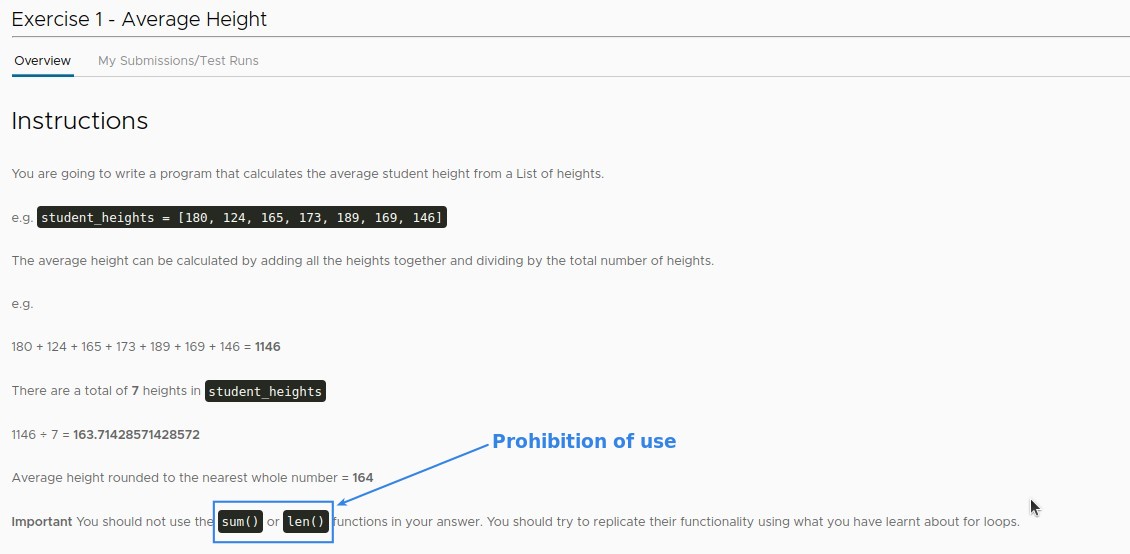 Exercise 1 - Average Height
Overview My Submissions/Test Runs
Instructions
You are going to write a program that calculates the average student height from a List of heights.
e.g. student_heights = [180, 124, 165, 173, 189, 169, 146]
The average height can be calculated by adding all the heights together and dividing by the total number of heights.
e.g.
180 + 124 + 165 + 173 + 189 + 169 + 146 = 1146
There are a total of 7 heights in student_heights
1146 ÷ 7 = 163.71428571428572
Prohibition of use
Average height rounded to the nearest whole number = 164
Important You should not use the sum() or len() functions in your answer. You should try to replicate their functionality using what you have learnt about for loops.